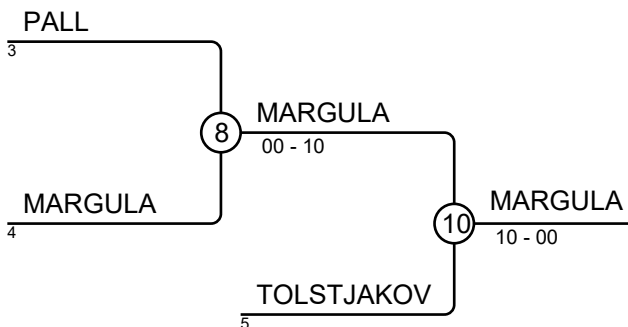 PALL
3
8
MARGULA
00 - 10
MARGULA
4
10
MARGULA
10 - 00
TOLSTJAKOV
5